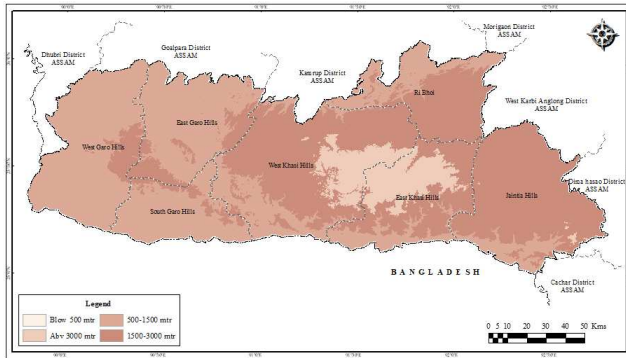 Morigaon District
ASSAM
Goalpara District
ASSAM
Dhubri District
ASSAM
Kamrup District
ASSAM
Ri Bhoi
West Karbi Anglong District
ASSAM
East Garo Hills
West Garo Hills
West Khasi Hills
Dima hasao District
ASSAM
East Khasi Hills
Jaintia Hills
South Garo Hills
BANGLADESH
Cachar District
ASSAM
Legend
Blow 500 mtr
500-1500 mtr
Abv 3000 mtr
1500-3000 mtr
0 5 10 20 30 40 50 Kms